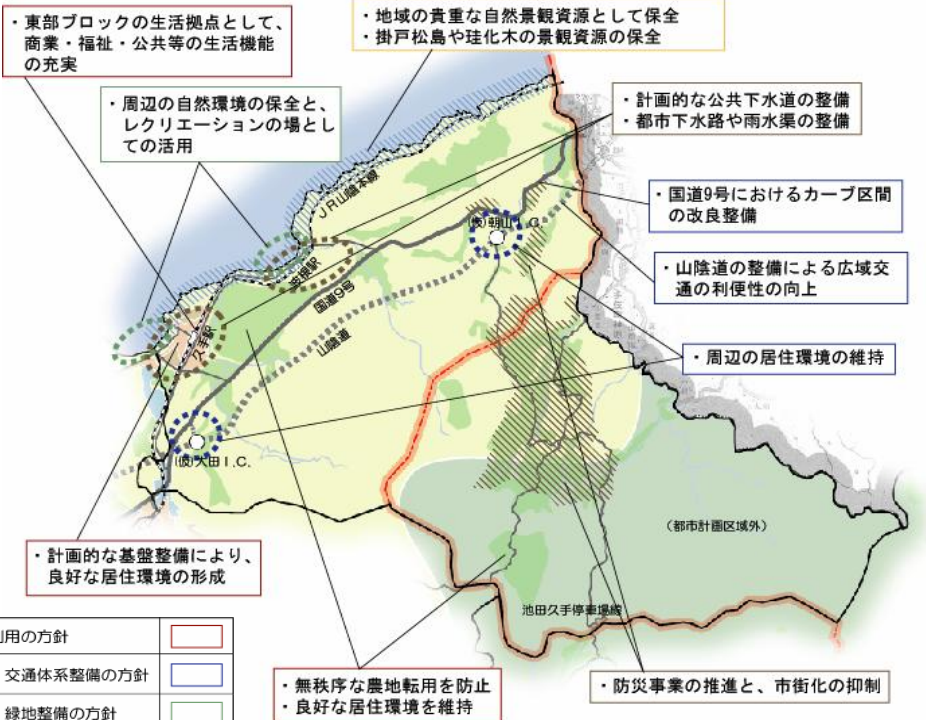 ・東部ブロックの生活拠点として、
商業・福祉・公共等の生活機能
の充実
・地域の貴重な自然景観資源として保全
・掛戸松島や珪化木の景観資源の保全
・周辺の自然環境の保全と、
レクリエーションの場とし
ての活用
・計画的な公共下水道の整備
・都市下水路や雨水渠の整備
・国道9号におけるカーブ区間
の改良整備
・山陰道の整備による広域交
通の利便性の向上
・周辺の居住環境の維持
JR山陰本線
(仮)朝山I.C.
波根駅
国道9号
山陰道
久手駅
(仮)大田I.C.
(都市計画区域外)
池田久手停車場線
・計画的な基盤整備により、
良好な居住環境の形成
・無秩序な農地転用を防止
・良好な居住環境を維持
・防災事業の推進と、市街化の抑制
用の方針
交通体系整備の方針
緑地整備の方針